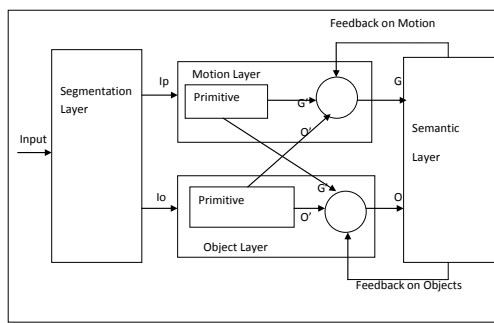 Feedback on Motion
Segmentation
Layer
Ip
Motion Layer
Primitive
G'
G
O'
Semantic
Layer
Input
Io
Primitive
G'
O'
O
Object Layer
Feedback on Objects